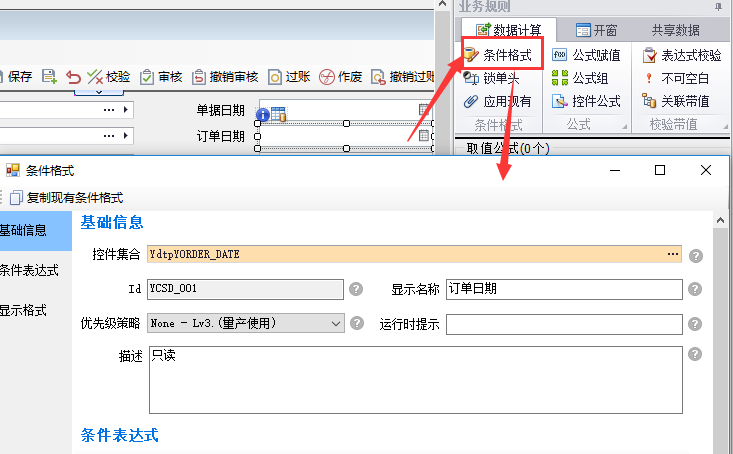 业务规则
数据计算 开窗 共享数据
保存 校验 审核 撤销审核 过账 作废 撤销过账
条件格式 公式赋值 表达式校验
锁单头 公式组 不可空白
应用现有 控件公式 关联带值
条件格式 公式 校验带值
单据日期
订单日期
取值公式(0个)
条件格式
复制现有条件格式
基础信息
条件表达式
显示格式
基础信息
控件集合 YdtpYORDER_DATE
Id YCSD_001 显示名称 订单日期
优先级策略 None - Lv3.(量产使用) 运行时提示
描述 只读
条件表达式